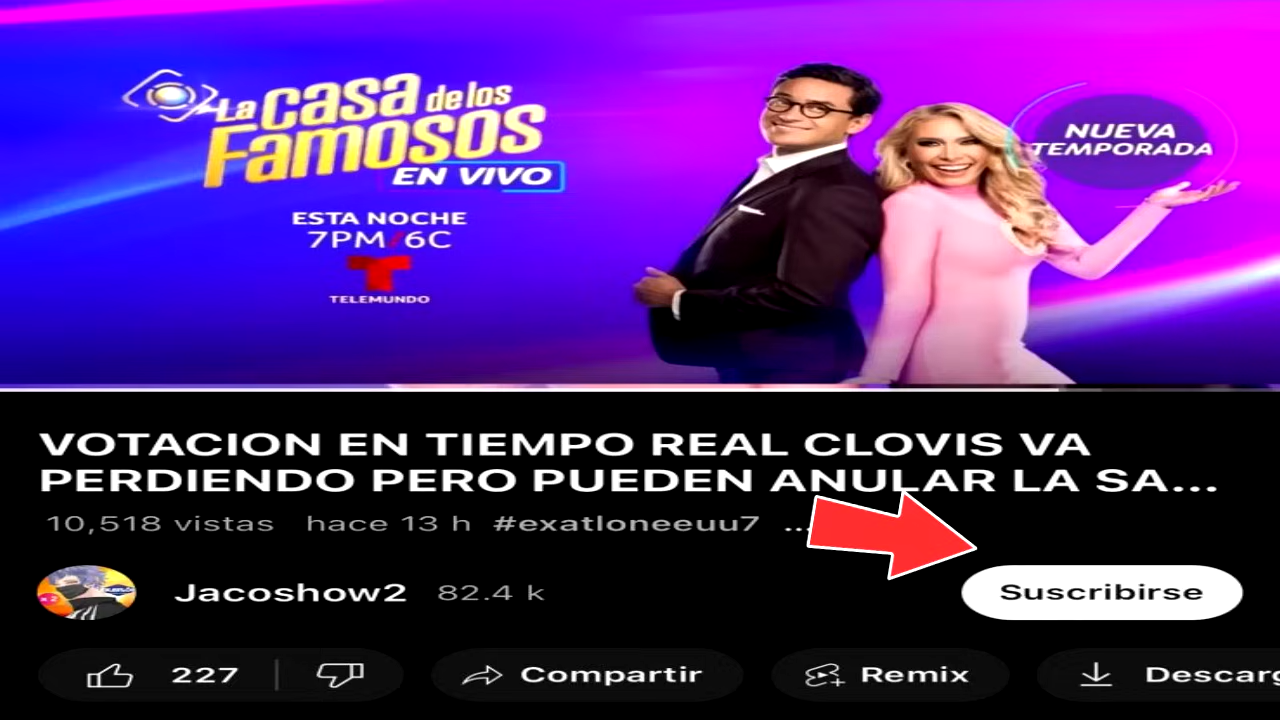 La casa de los
Famosos
EN VIVO
ESTA NOCHE
7PM/6C
TELEMUNDO
NUEVA
TEMPORADA
VOTACION EN TIEMPO REAL CLOVIS VA
PERDIENDO PERO PUEDEN ANULAR LA SA...
10,518 vistas hace 13 h #exatloneeuu7 ...
Jacoshow2 82.4 k
Suscribirse
227 Compartir Remix Descarg